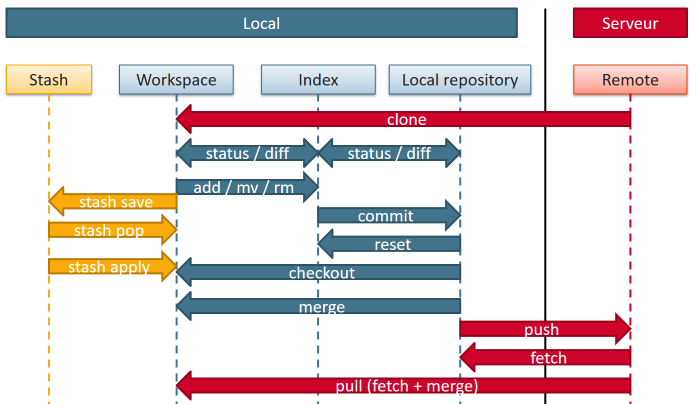 Local
Serveur
Stash
Workspace
Index
Local repository
Remote
clone
status / diff
status / diff
add / mv / rm
stash save
commit
stash pop
reset
stash apply
checkout
merge
push
fetch
pull (fetch + merge)